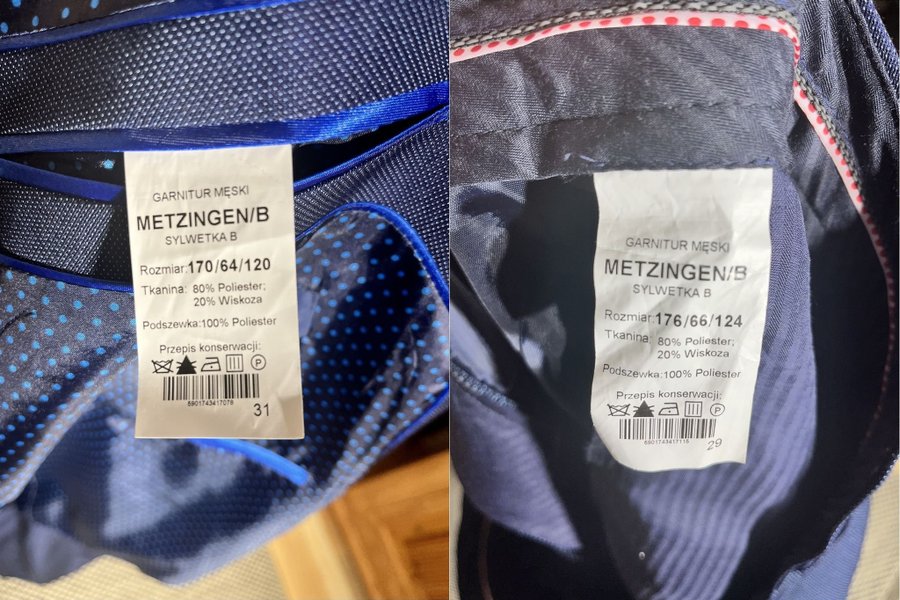 GARNITUR MĘSKI
METZINGEN/B
SYLWETKA B
Rozmiar:170/64/120
Tkanina: 80% Poliester;
20% Wiskoza
Podszewka:100% Poliester
Przepis konserwacji:
P
5901743417078
31
GARNITUR MĘSKI
METZINGEN/B
SYLWETKA B
Rozmiar:176/66/124
Tkanina: 80% Poliester;
20% Wiskoza
Podszewka:100% Poliester
Przepis konserwacji:
P
5901743417115
29